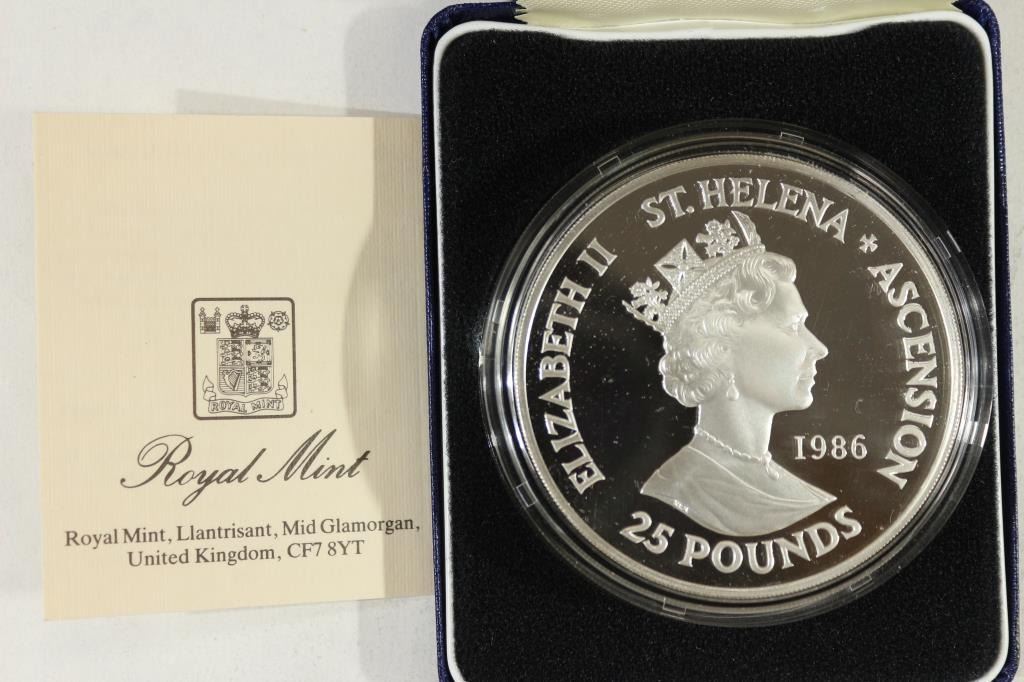 ROYAL MINT
Royal Mint
Royal Mint, Llantrisant, Mid Glamorgan,
United Kingdom, CF7 8YT
ELIZABETH II
ST. HELENA ✠ ASCENSION
1986
25 POUNDS